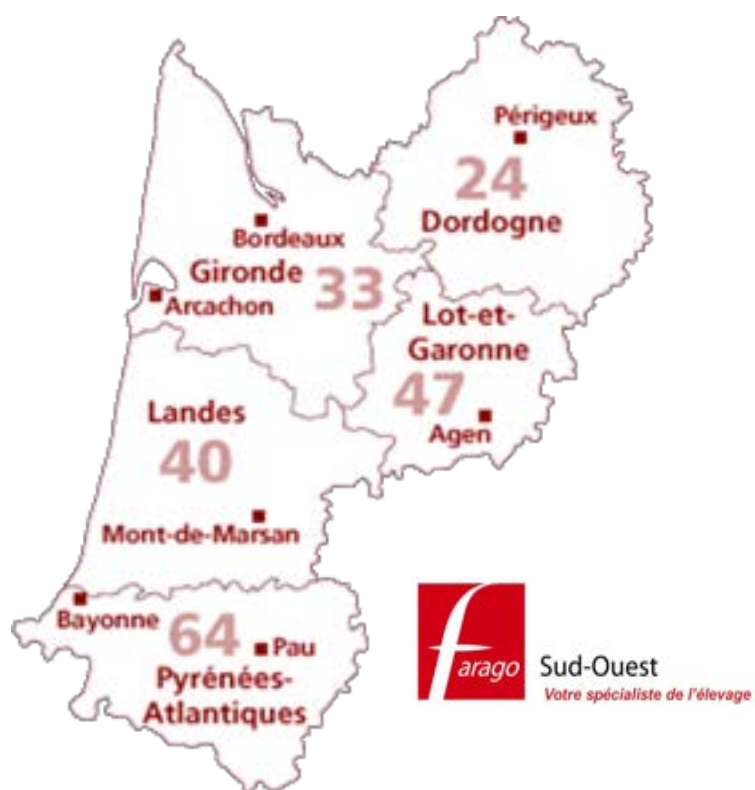 Périgeux
24
Dordogne
Bordeaux
Gironde
33
Arcachon
Lot-et-
Garonne
47
Agen
Landes
40
Mont-de-Marsan
Bayonne
64
Pau
Pyrénées-
Atlantiques
farago
Sud-Ouest
Votre spécialiste de l'élevage